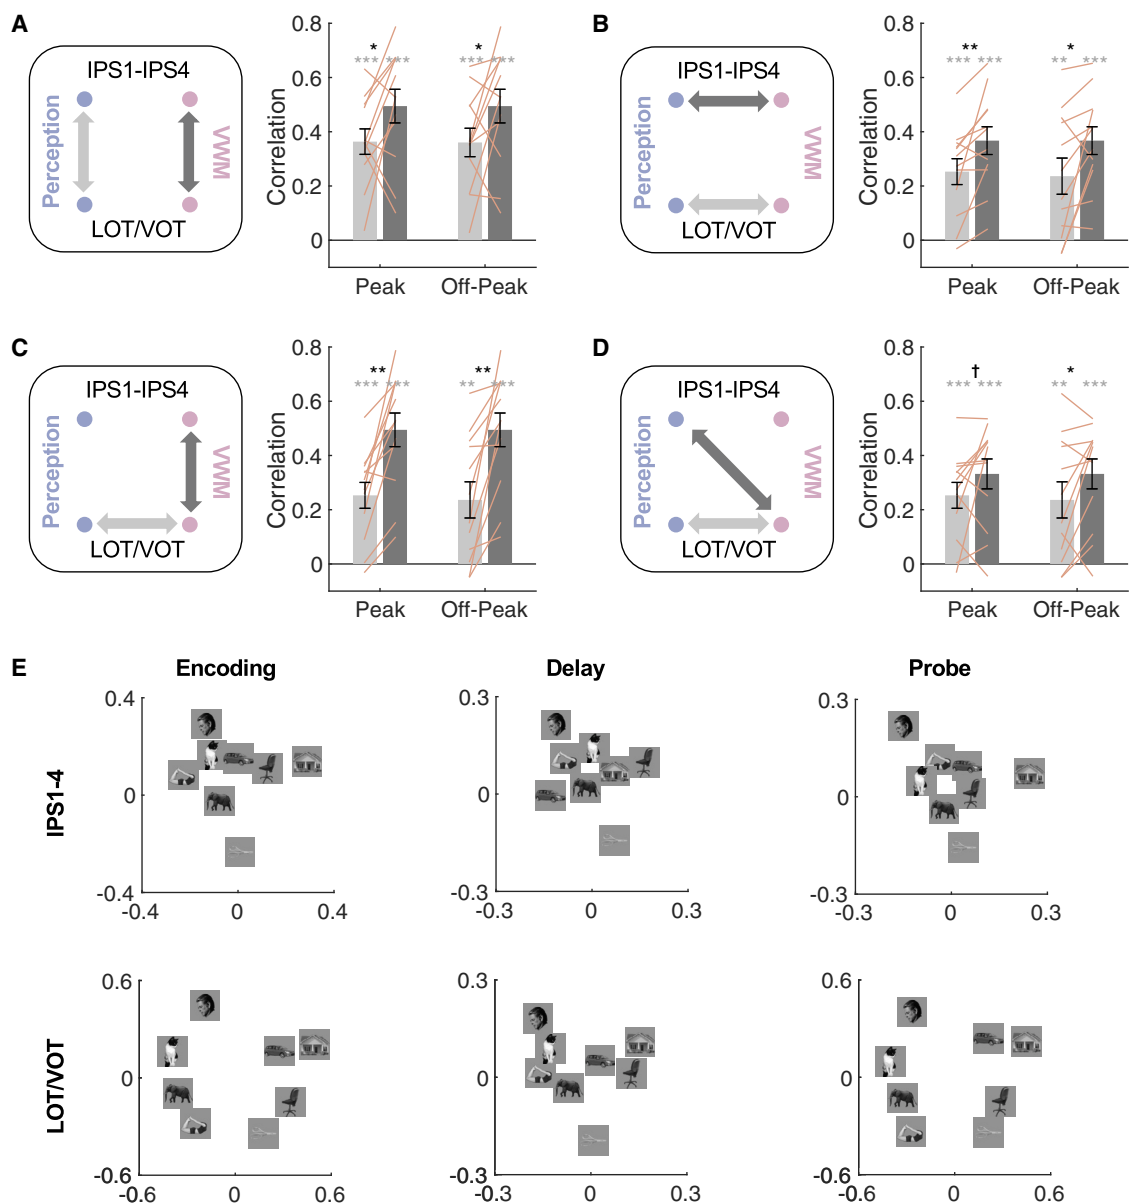 A
IPS1-IPS4
Perception
VWM
LOT/VOT
Correlation
0.8
0.6
0.4
0.2
0
*
*** ***
*
*** ***
Peak
Off-Peak
B
IPS1-IPS4
Perception
VWM
LOT/VOT
Correlation
0.8
0.6
0.4
0.2
0
**
*** ***
*
** ***
Peak
Off-Peak
C
IPS1-IPS4
Perception
VWM
LOT/VOT
Correlation
0.8
0.6
0.4
0.2
0
**
*** ***
**
** ***
Peak
Off-Peak
D
IPS1-IPS4
Perception
VWM
LOT/VOT
Correlation
0.8
0.6
0.4
0.2
0
†
*** ***
*
** ***
Peak
Off-Peak
E
Encoding
Delay
Probe
IPS1-4
0.4
0
-0.4
-0.4 0 0.4
0.3
0
-0.3
-0.3 0 0.3
0.3
0
-0.3
-0.3 0 0.3
LOT/VOT
0.6
0
-0.6
-0.6 0 0.6
0.3
0
-0.3
-0.3 0 0.3
0.6
0
-0.6
-0.6 0 0.6